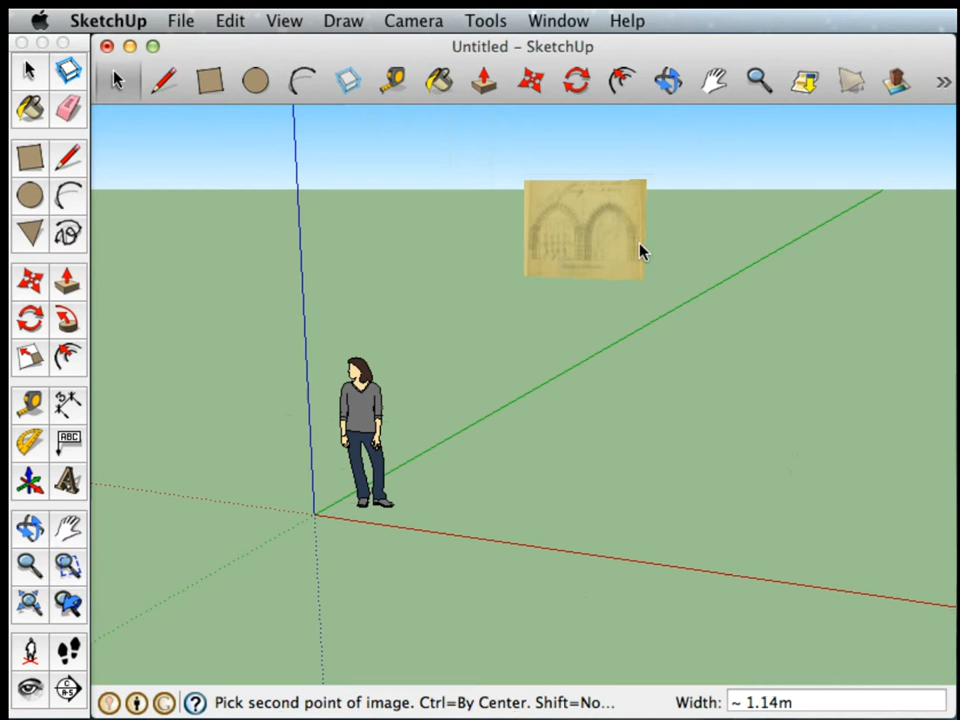 SketchUp File Edit View Draw Camera Tools Window Help
Untitled – SketchUp
ABC
Pick second point of image. Ctrl=By Center. Shift=No... Width: ~ 1.14m